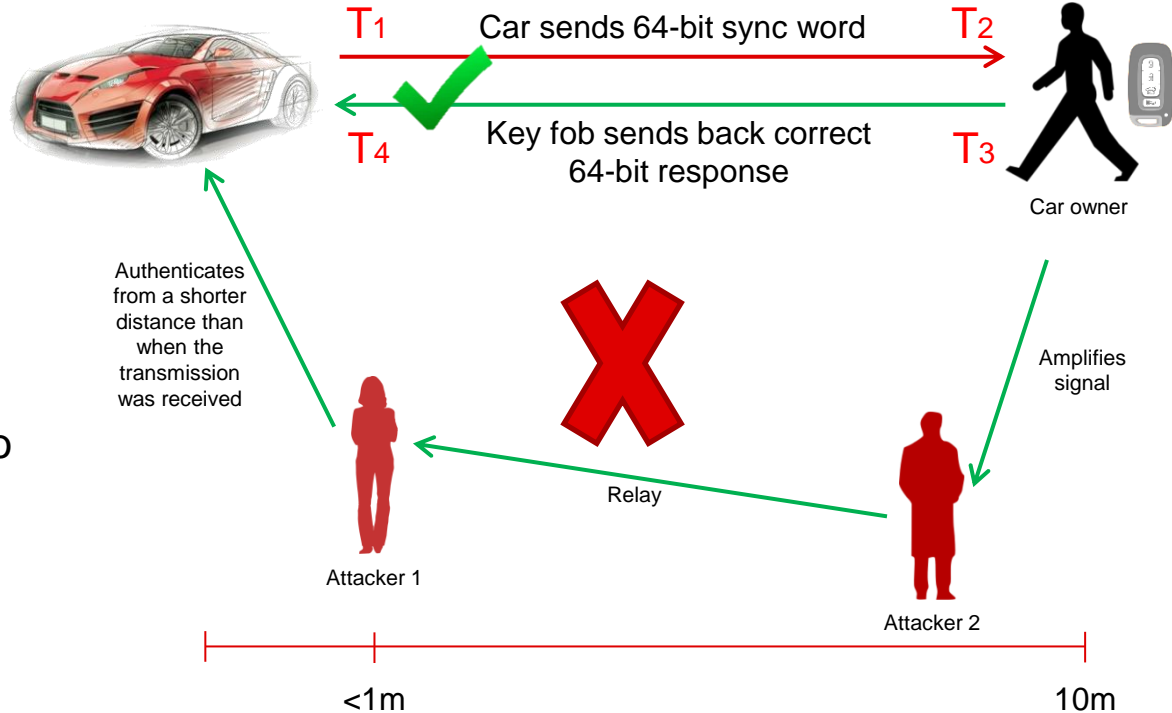 T1
Car sends 64-bit sync word
T2
T4
Key fob sends back correct
64-bit response
T3
Car owner
Authenticates
from a shorter
distance than
when the
transmission
was received
Amplifies
signal
Relay
Attacker 1
Attacker 2
<1m
10m